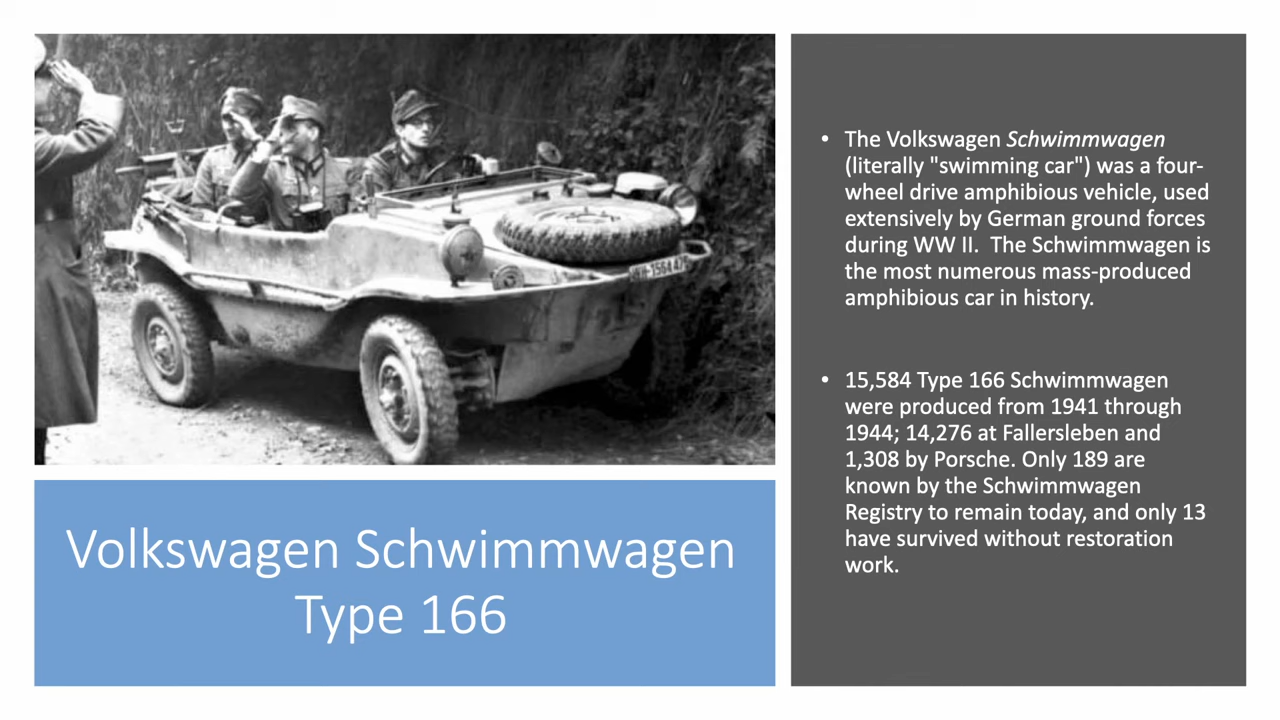 The Volkswagen Schwimmwagen
(literally "swimming car") was a four-
wheel drive amphibious vehicle, used
extensively by German ground forces
during WW II.  The Schwimmwagen is
the most numerous mass-produced
amphibious car in history.
15,584 Type 166 Schwimmwagen
were produced from 1941 through
1944; 14,276 at Fallersleben and
1,308 by Porsche. Only 189 are
known by the Schwimmwagen
Registry to remain today, and only 13
have survived without restoration
work.
Volkswagen Schwimmwagen
Type 166